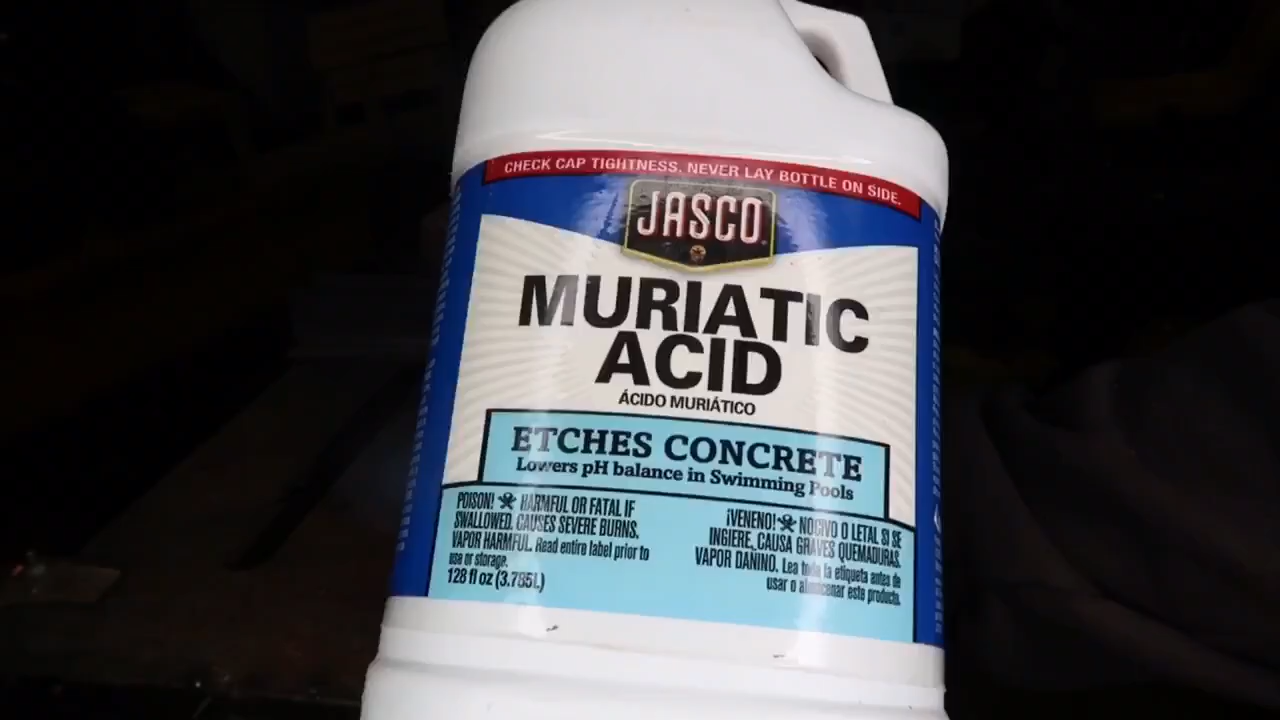 CHECK CAP TIGHTNESS. NEVER LAY BOTTLE ON SIDE.
JASCO
MURIATIC
ACID
ÁCIDO MURIÁTICO
ETCHES CONCRETE
Lowers pH balance in Swimming Pools
POISON! HARMFUL OR FATAL IF
SWALLOWED. CAUSES SEVERE BURNS.
VAPOR HARMFUL. Read entire label prior to
use or storage.
128 fl oz (3.785L)
¡VENENO! NOCIVO O LETAL SI SE
INGIERE, CAUSA GRAVES QUEMADURAS.
VAPOR DAÑINO. Lea toda la etiqueta antes de
usar o almacenar este producto.